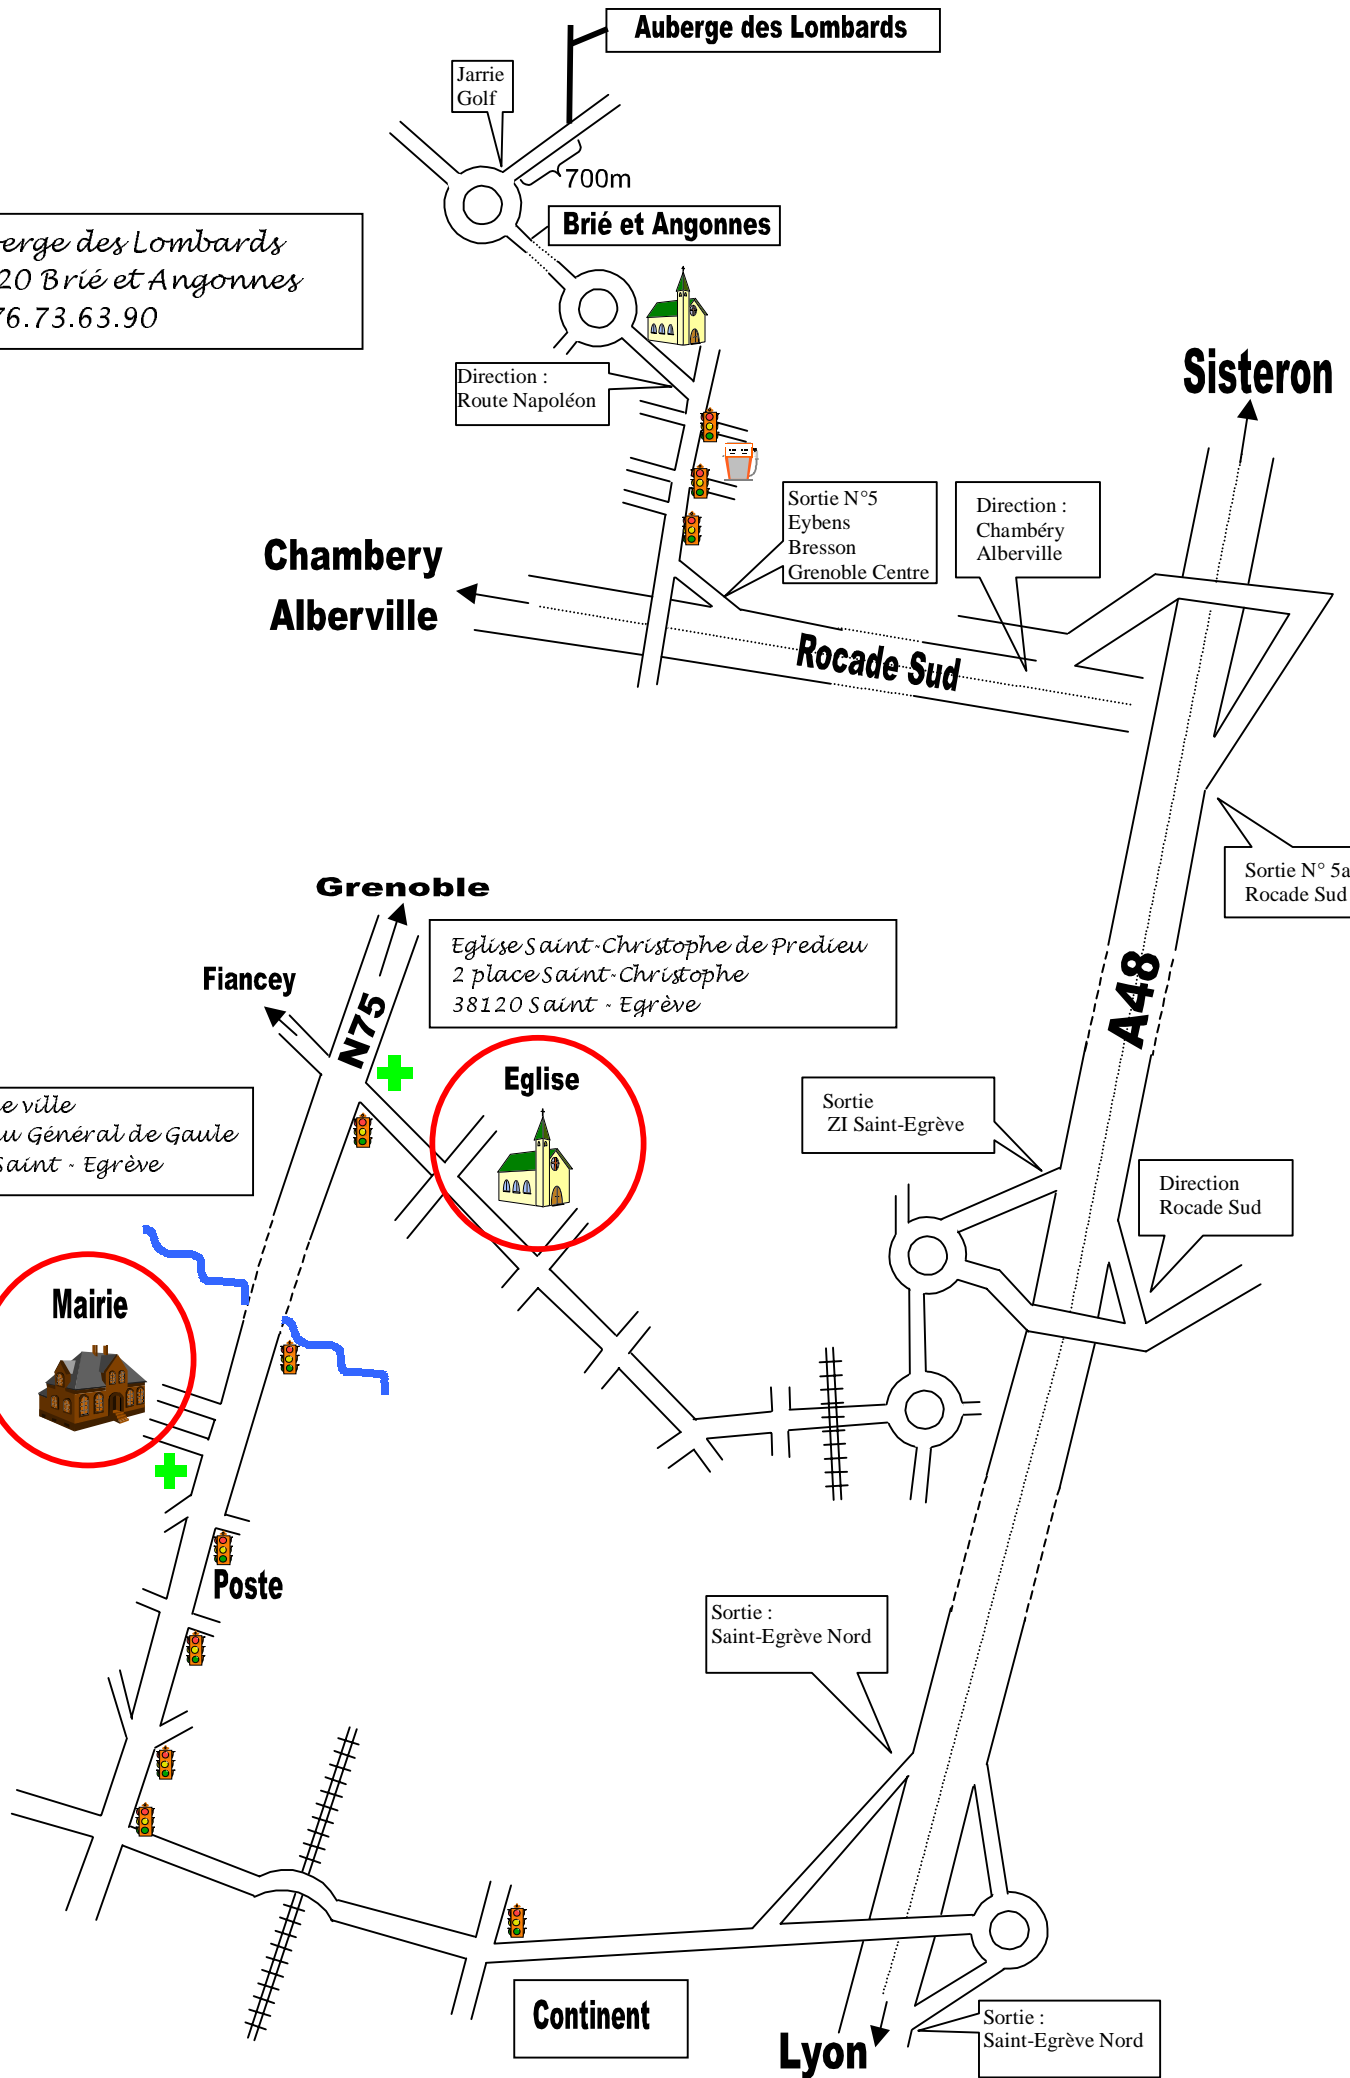 Auberge des Lombards
Jarrie
Golf
700m
Brié et Angonnes
erge des Lombards
20 Brié et Angonnes
76.73.63.90
Direction :
Route Napoléon
Sisteron
Sortie N°5
Eybens
Bresson
Grenoble Centre
Direction :
Chambéry
Alberville
Chambery
Alberville
Rocade Sud
Sortie N° 5a
Rocade Sud
Grenoble
Eglise Saint-Christophe de Predieu
2 place Saint-Christophe
38120 Saint - Egrève
Fiancey
N75
A48
Eglise
Sortie
ZI Saint-Egrève
e ville
u Général de Gaule
Saint - Egrève
Direction
Rocade Sud
Mairie
Poste
Sortie :
Saint-Egrève Nord
Continent
Sortie :
Saint-Egrève Nord
Lyon